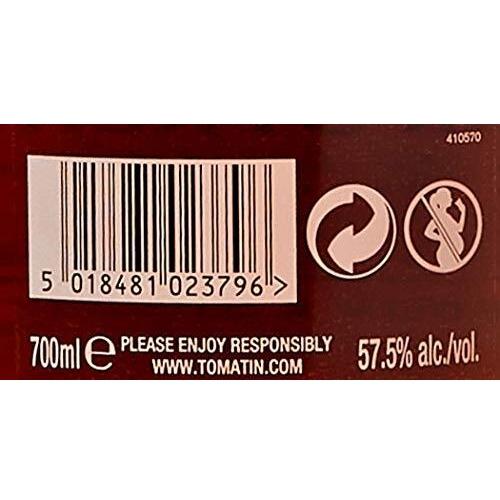 410570
5 018481 023796 >
700ml e PLEASE ENJOY RESPONSIBLY
WWW.TOMATIN.COM
57.5% alc./vol.